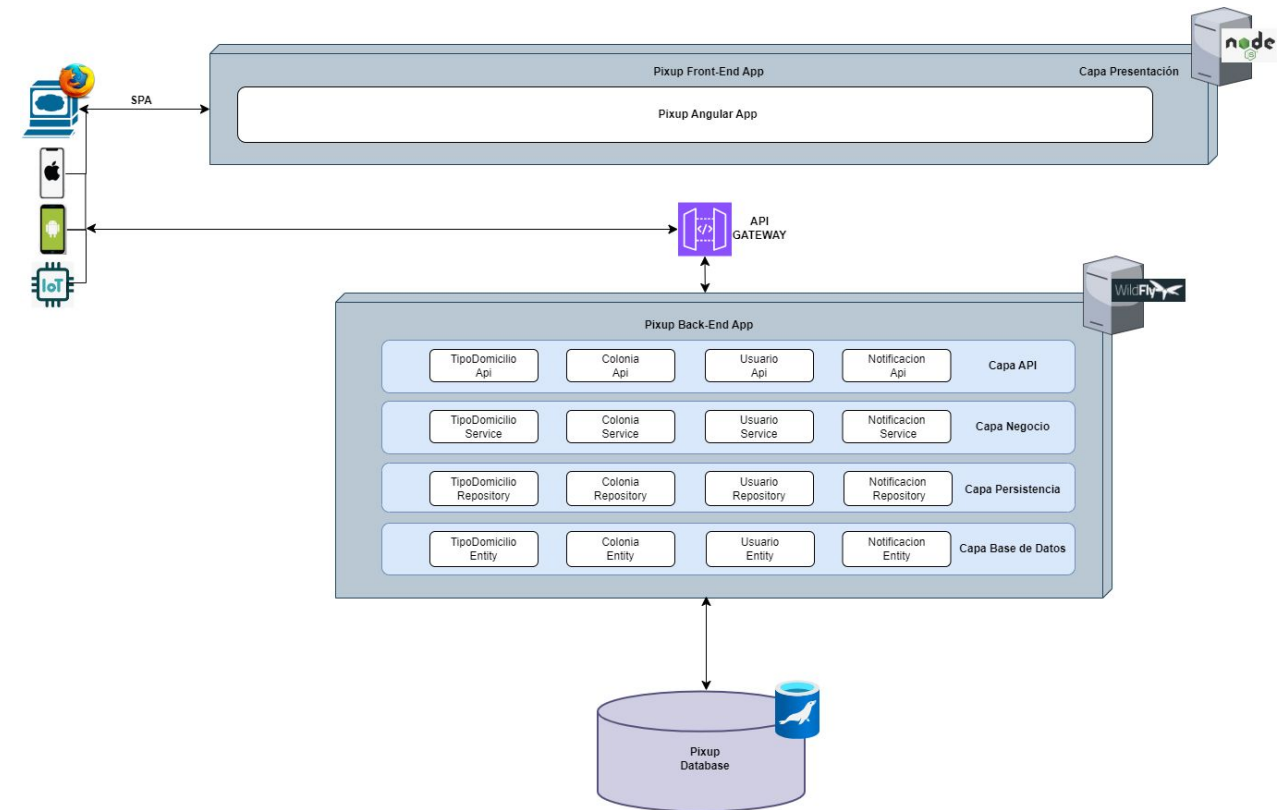 node
JS
Pixup Front-End App
Capa Presentación
SPA
Pixup Angular App
API
GATEWAY
IoT
WildFly
Pixup Back-End App
TipoDomicilio
Api
Colonia
Api
Usuario
Api
Notificacion
Api
Capa API
TipoDomicilio
Service
Colonia
Service
Usuario
Service
Notificacion
Service
Capa Negocio
TipoDomicilio
Repository
Colonia
Repository
Usuario
Repository
Notificacion
Repository
Capa Persistencia
TipoDomicilio
Entity
Colonia
Entity
Usuario
Entity
Notificacion
Entity
Capa Base de Datos
Pixup
Database